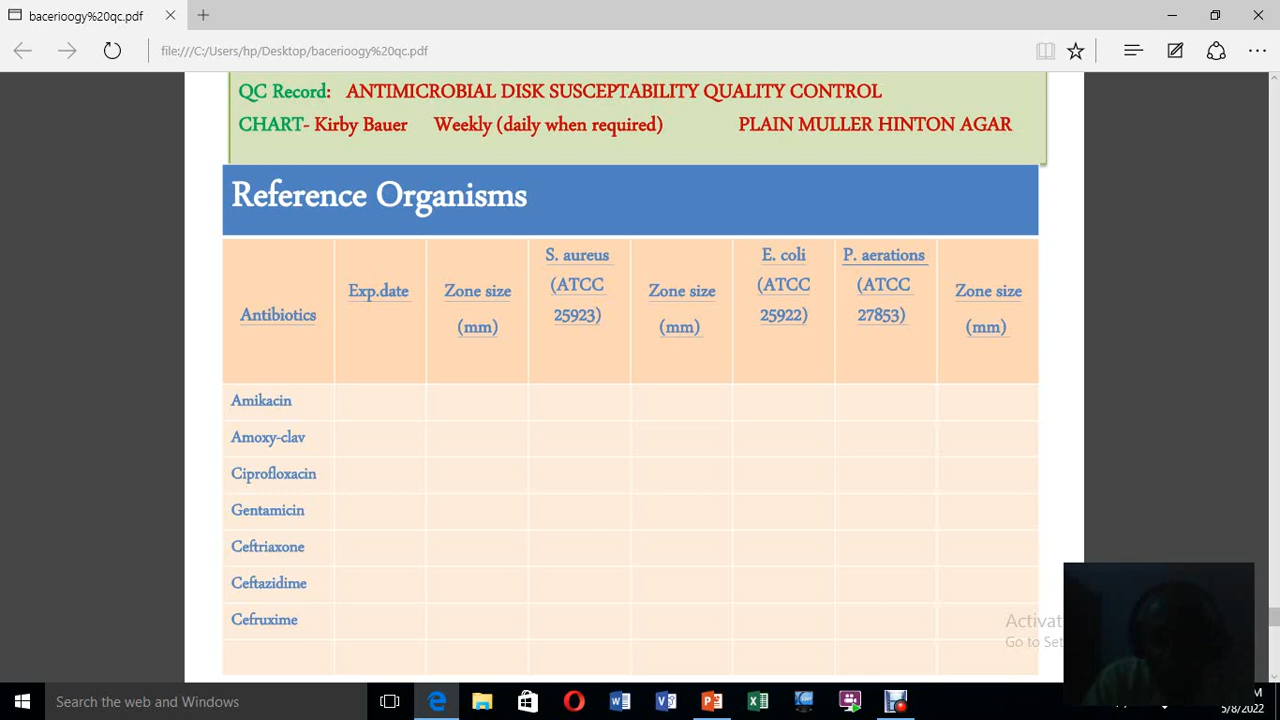 bacerioogy%20qc.pdf
file:///C:/Users/hp/Desktop/bacerioogy%20qc.pdf
QC Record: ANTIMICROBIAL DISK SUSCEPTABILITY QUALITY CONTROL
CHART- Kirby Bauer Weekly (daily when required) PLAIN MULLER HINTON AGAR
Reference Organisms
Antibiotics
Exp.date
Zone size
(mm)
S. aureus
(ATCC
25923)
Zone size
(mm)
E. coli
(ATCC
25922)
P. aerations
(ATCC
27853)
Zone size
(mm)
Amikacin
Amoxy-clav
Ciprofloxacin
Gentamicin
Ceftriaxone
Ceftazidime
Cefruxime
Activat
Go to Set
Search the web and Windows
M
5/8/2022